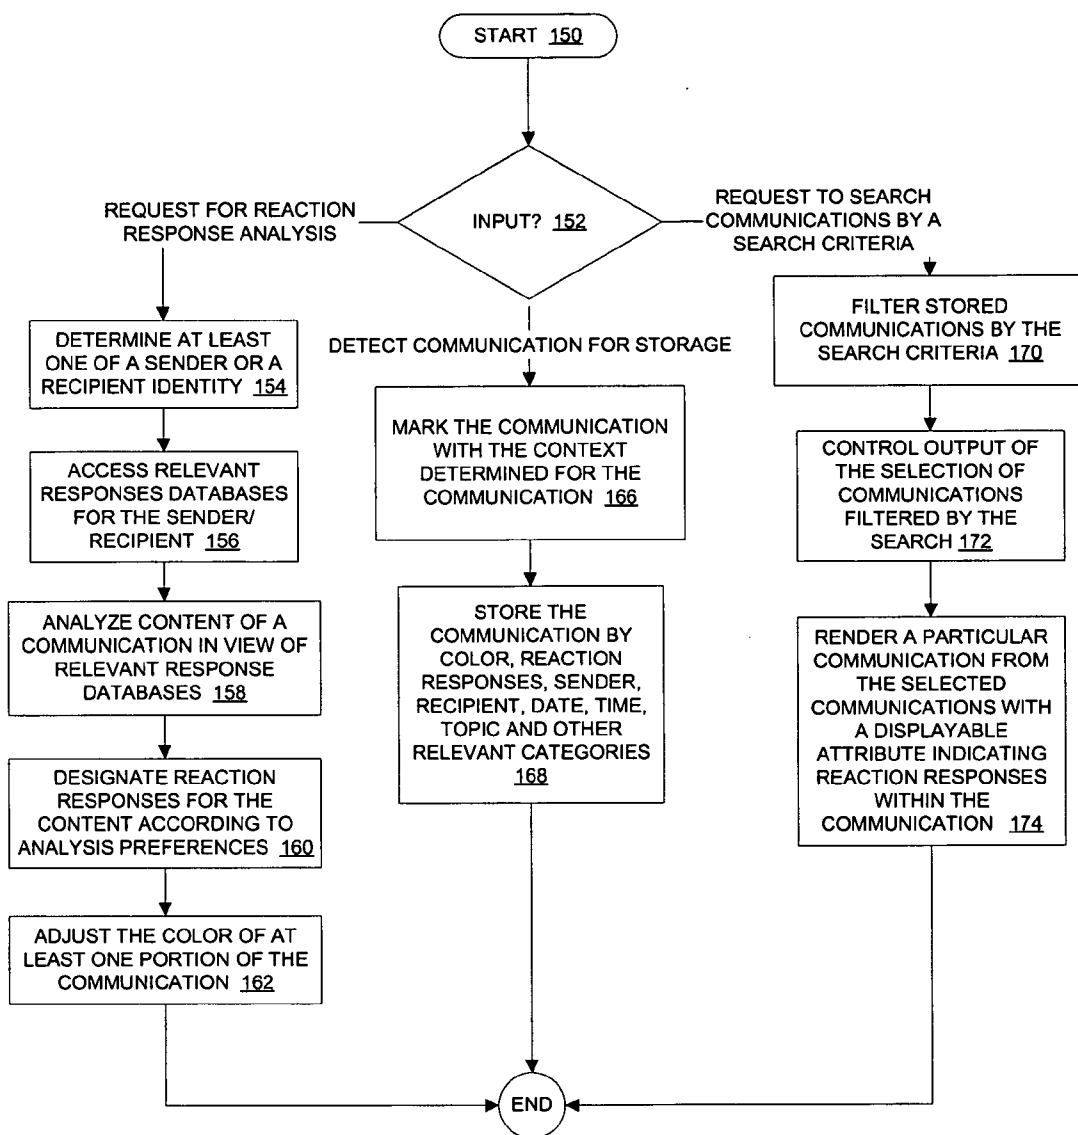 START 150
INPUT? 152
REQUEST FOR REACTION
RESPONSE ANALYSIS
DETERMINE AT LEAST
ONE OF A SENDER OR A
RECIPIENT IDENTITY 154
ACCESS RELEVANT
RESPONSES DATABASES
FOR THE SENDER/
RECIPIENT 156
ANALYZE CONTENT OF A
COMMUNICATION IN VIEW OF
RELEVANT RESPONSE
DATABASES 158
DESIGNATE REACTION
RESPONSES FOR THE
CONTENT ACCORDING TO
ANALYSIS PREFERENCES 160
ADJUST THE COLOR OF AT
LEAST ONE PORTION OF THE
COMMUNICATION 162
DETECT COMMUNICATION FOR STORAGE
MARK THE COMMUNICATION
WITH THE CONTEXT
DETERMINED FOR THE
COMMUNICATION 166
STORE THE
COMMUNICATION BY
COLOR, REACTION
RESPONSES, SENDER,
RECIPIENT, DATE, TIME,
TOPIC AND OTHER
RELEVANT CATEGORIES
168
REQUEST TO SEARCH
COMMUNICATIONS BY A
SEARCH CRITERIA
FILTER STORED
COMMUNICATIONS BY THE
SEARCH CRITERIA 170
CONTROL OUTPUT OF
THE SELECTION OF
COMMUNICATIONS
FILTERED BY THE
SEARCH 172
RENDER A PARTICULAR
COMMUNICATION FROM
THE SELECTED
COMMUNICATIONS WITH
A DISPLAYABLE
ATTRIBUTE INDICATING
REACTION RESPONSES
WITHIN THE
COMMUNICATION 174
END